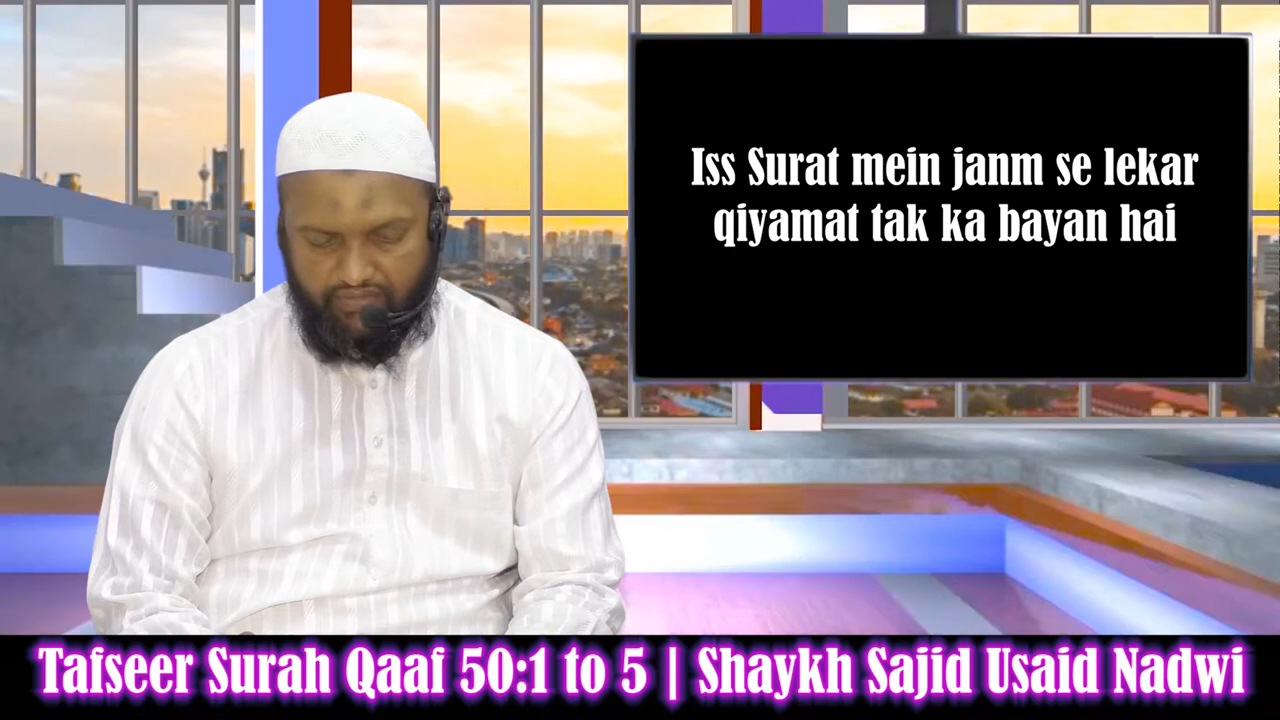 Iss Surat mein janm se lekar
qiyamat tak ka bayan hai
Tafseer Surah Qaaf 50:1 to 5 | Shaykh Sajid Usaid Nadwi